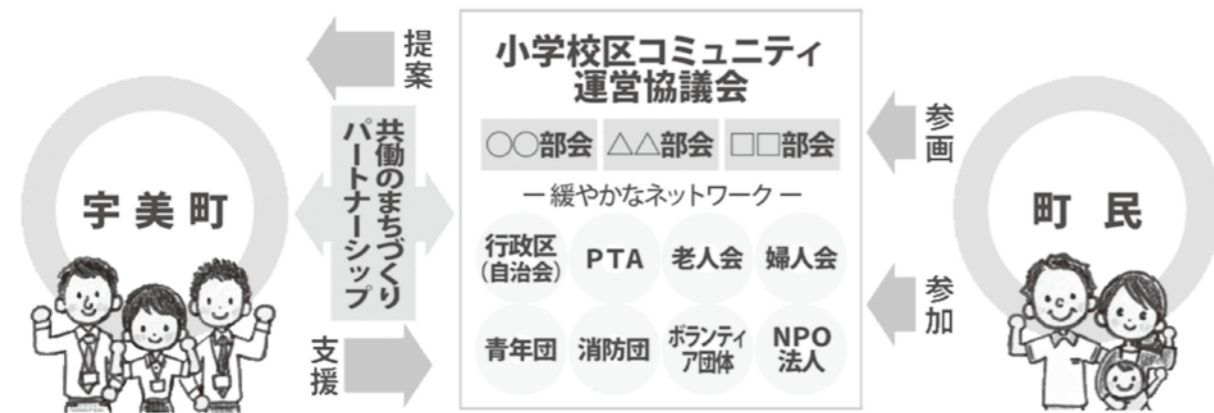 提案
宇美町
共働のまちづくり
パートナーシップ
支援
小学校区コミュニティ
運営協議会
○○部会 △△部会 □□部会
ー 緩やかなネットワーク ー
行政区
(自治会)
PTA
老人会
婦人会
青年団
消防団
ボランティ
ア団体
NPO
法人
参画
町民
参加